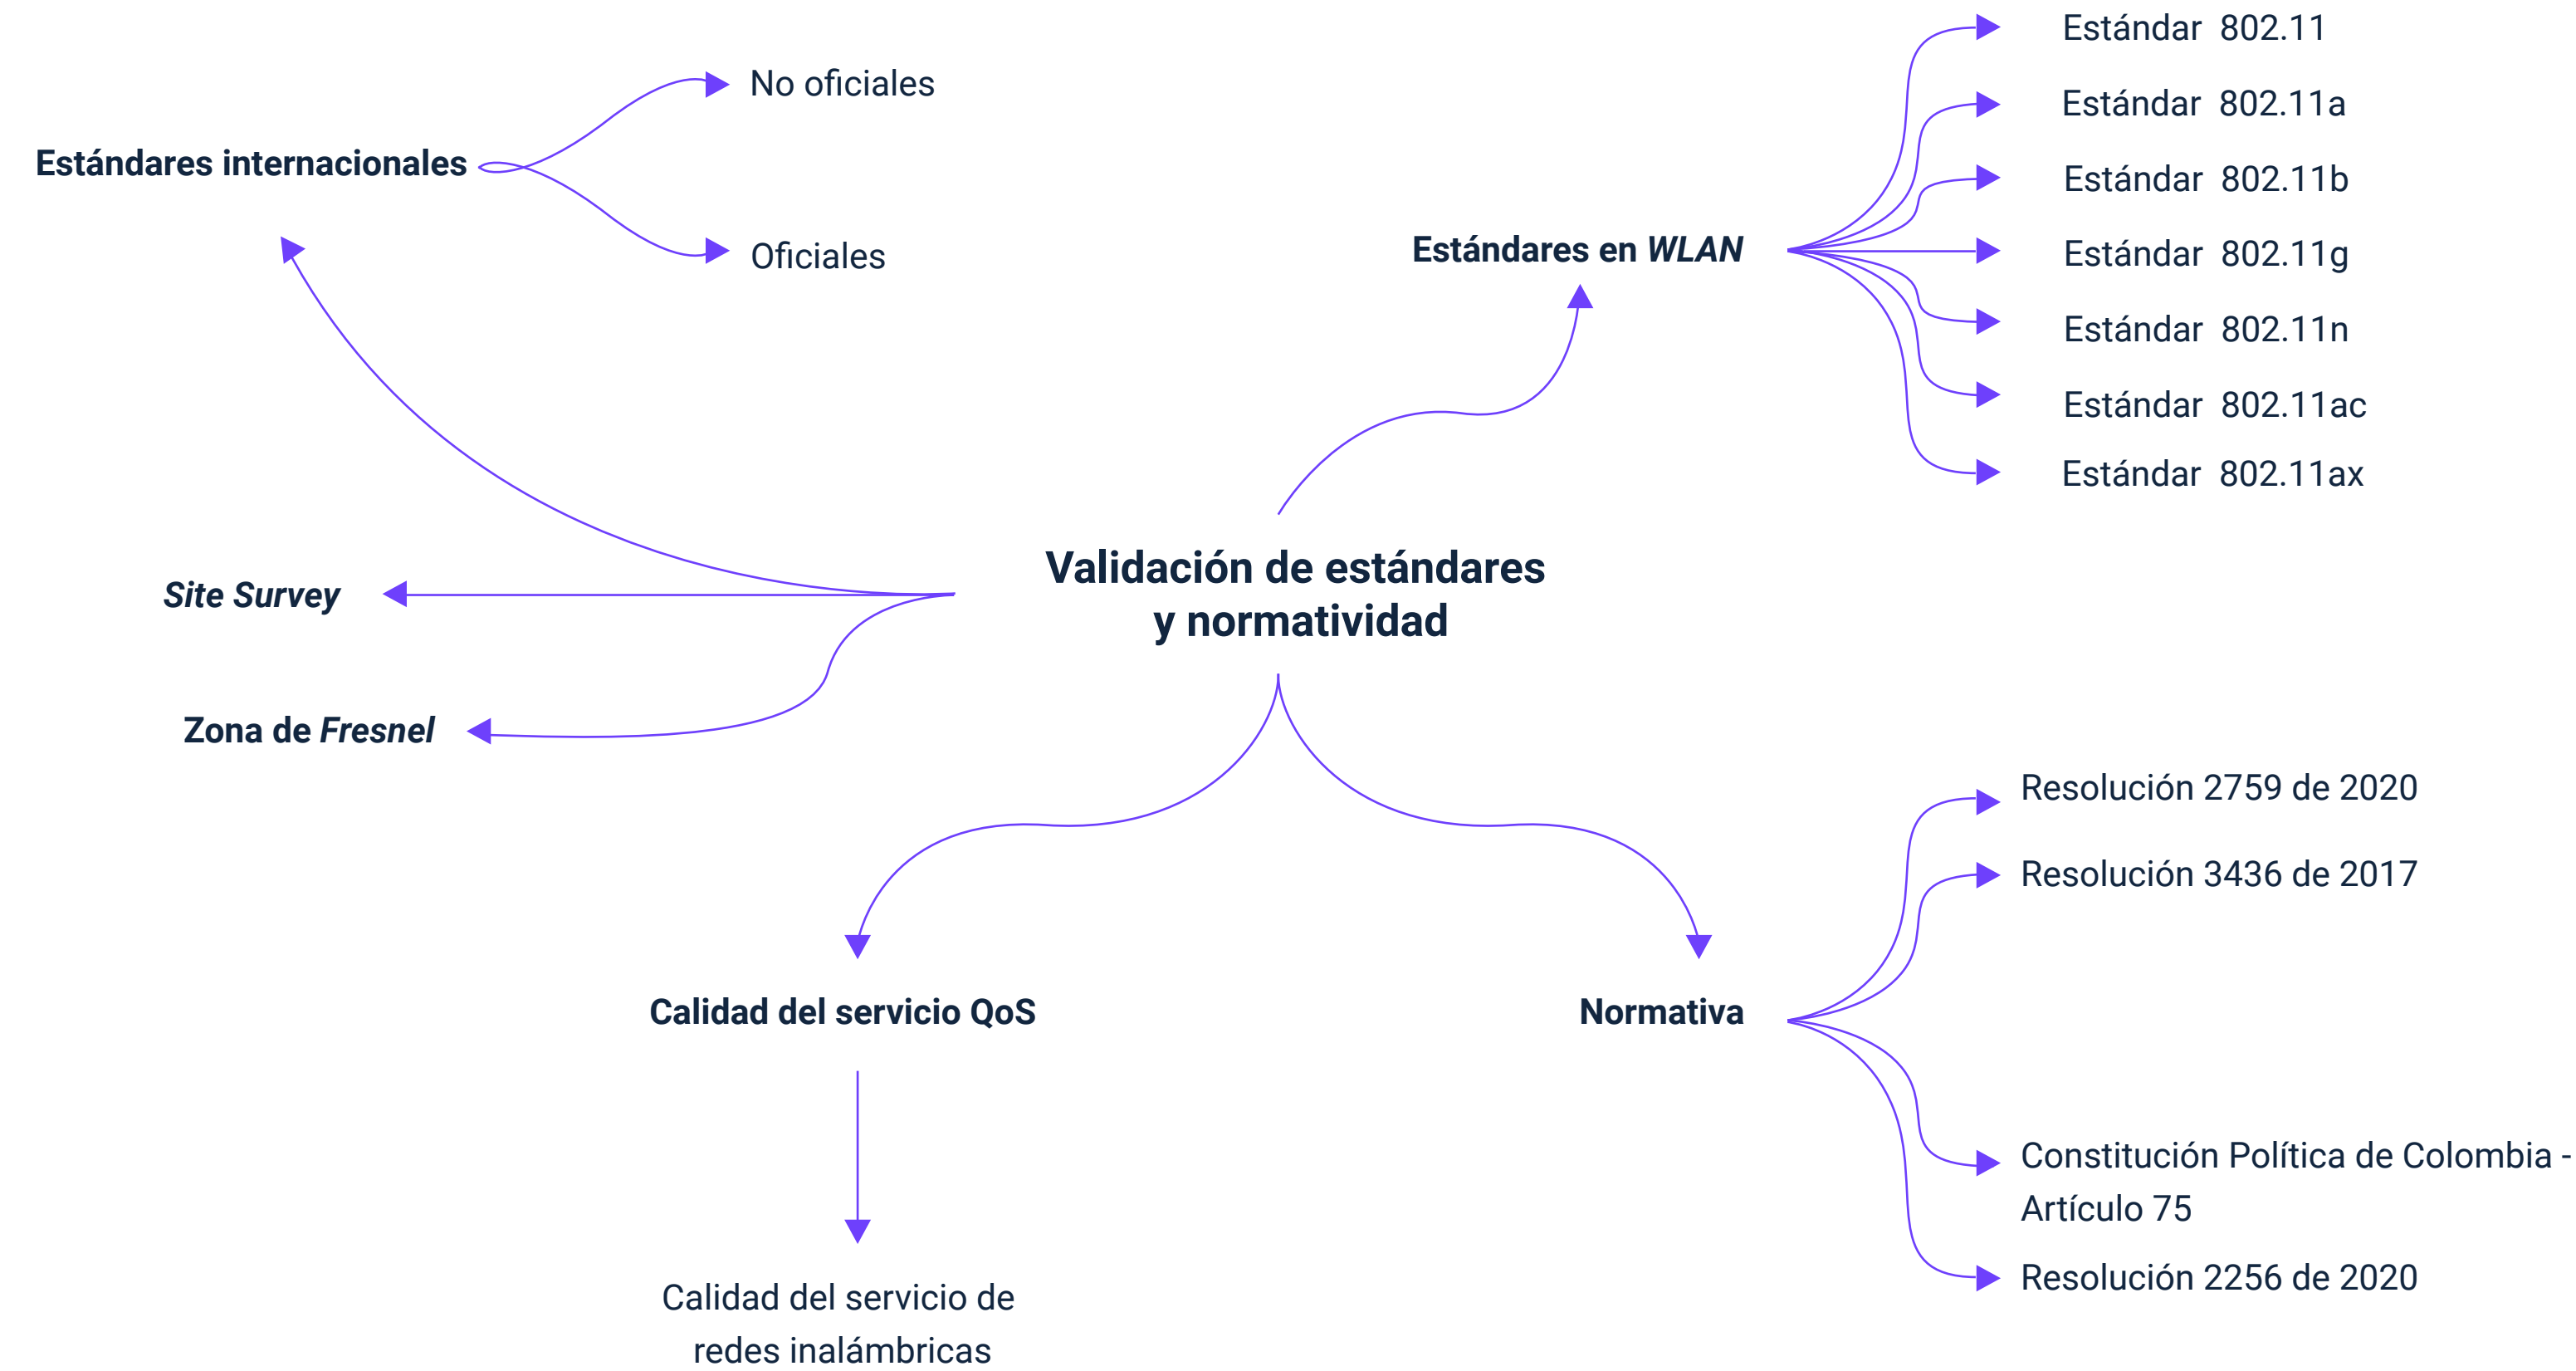 Estándar 802.11
No oficiales
Estándar 802.11a
Estándares internacionales
Estándar 802.11b
Oficiales
Estándares en WLAN
Estándar 802.11g
Estándar 802.11n
Estándar 802.11ac
Estándar 802.11ax
Validación de estándares
y normatividad
Site Survey
Zona de Fresnel
Resolución 2759 de 2020
Resolución 3436 de 2017
Calidad del servicio QoS
Normativa
Constitución Política de Colombia -
Artículo 75
Resolución 2256 de 2020
Calidad del servicio de
redes inalámbricas